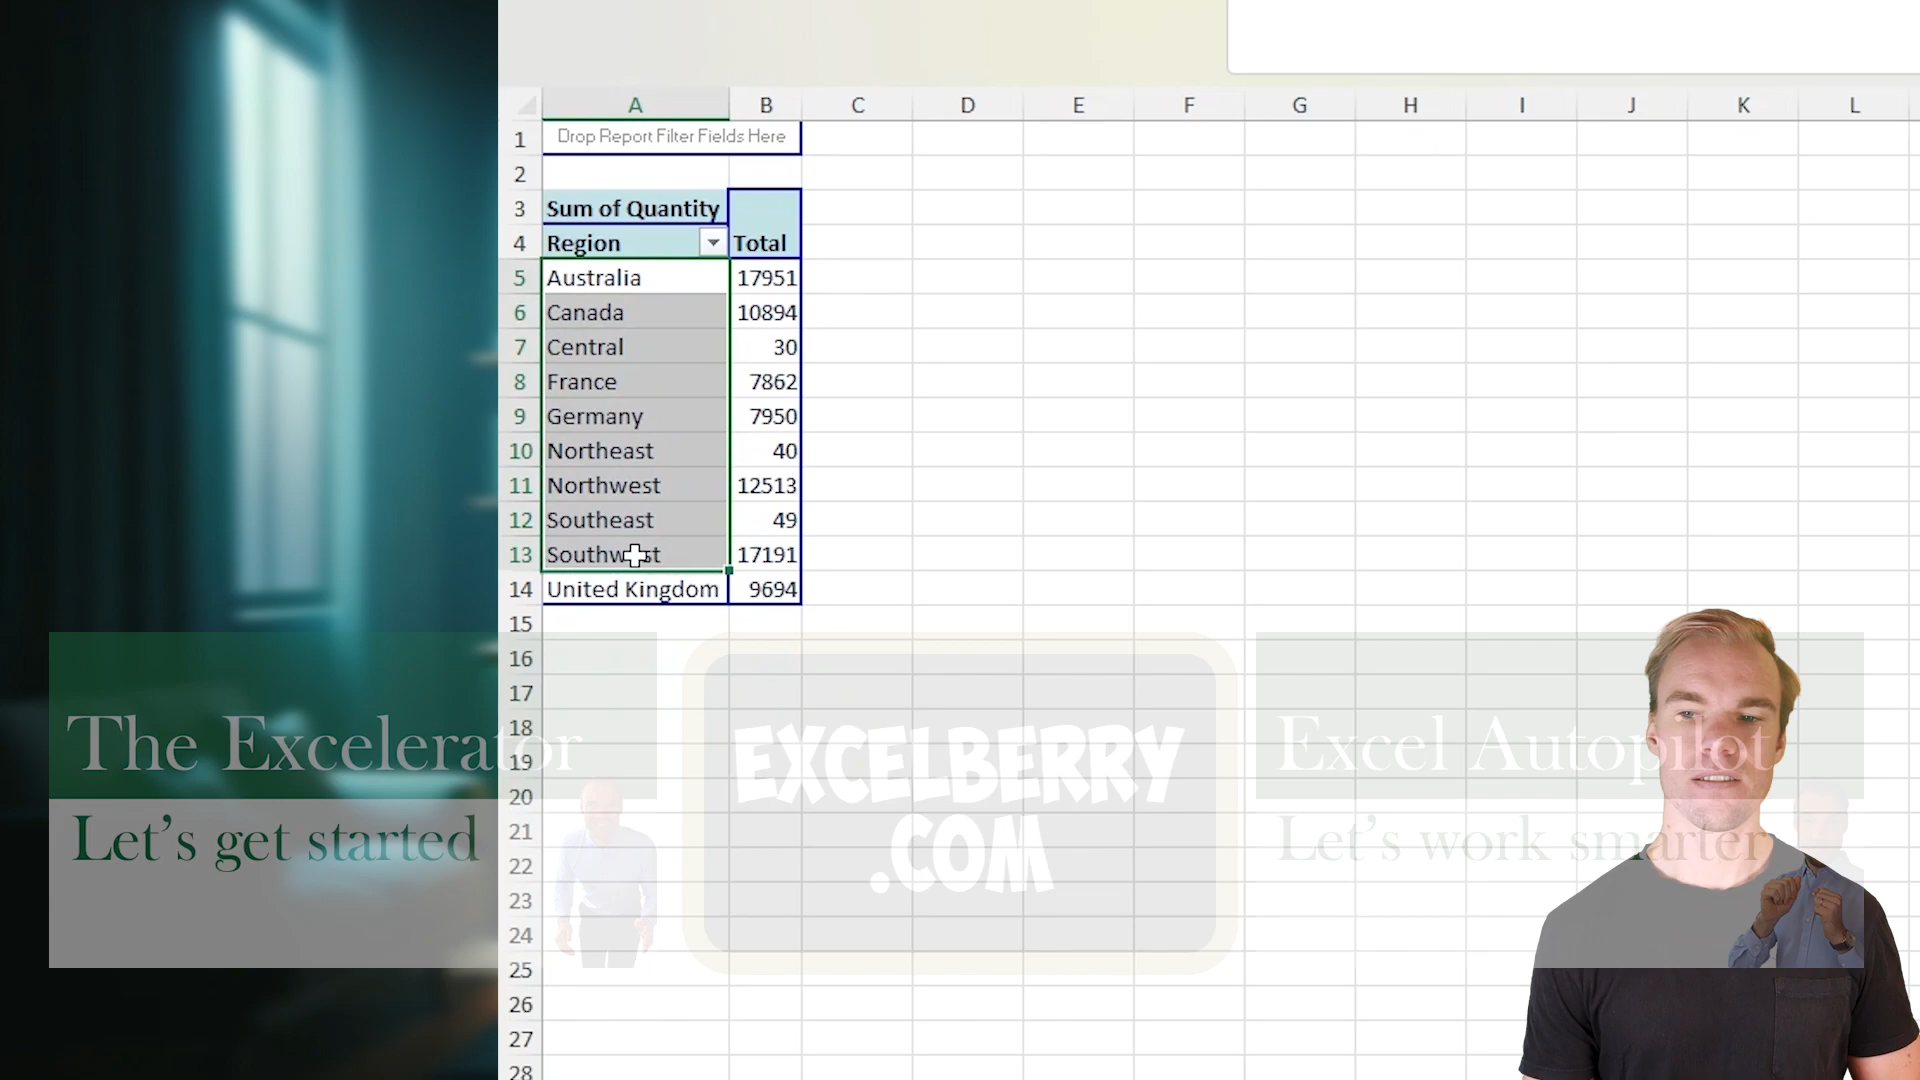 A B C D E F G H I J K L
1 Drop Report Filter Fields Here
2
3 Sum of Quantity
4 Region Total
5 Australia 17951
6 Canada 10894
7 Central 30
8 France 7862
9 Germany 7950
10 Northeast 40
11 Northwest 12513
12 Southeast 49
13 Southwest 17191
14 United Kingdom 9694
15
16
17
18
19
20
21
22
23
24
25
26
27
28
The Excelerator
Let's get started
EXCELBERRY
.COM
Excel Autopilot
Let's work smarter